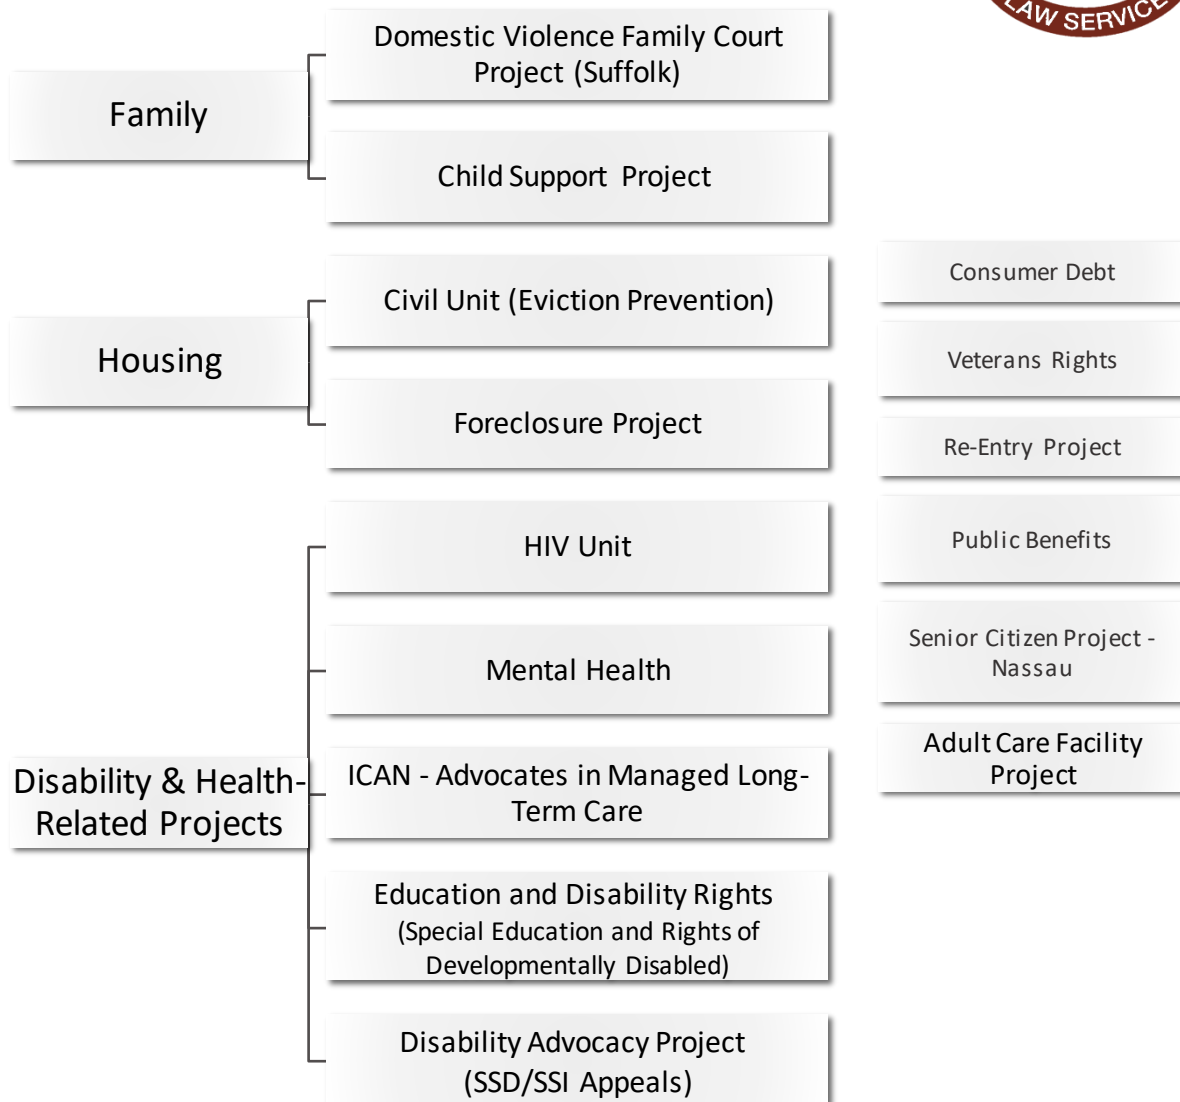 LAW SERVICE
Family
Domestic Violence Family Court
Project (Suffolk)
Child Support Project
Housing
Civil Unit (Eviction Prevention)
Foreclosure Project
Disability & Health-
Related Projects
HIV Unit
Mental Health
ICAN - Advocates in Managed Long-
Term Care
Education and Disability Rights
(Special Education and Rights of
Developmentally Disabled)
Disability Advocacy Project
(SSD/SSI Appeals)
Consumer Debt
Veterans Rights
Re-Entry Project
Public Benefits
Senior Citizen Project -
Nassau
Adult Care Facility
Project